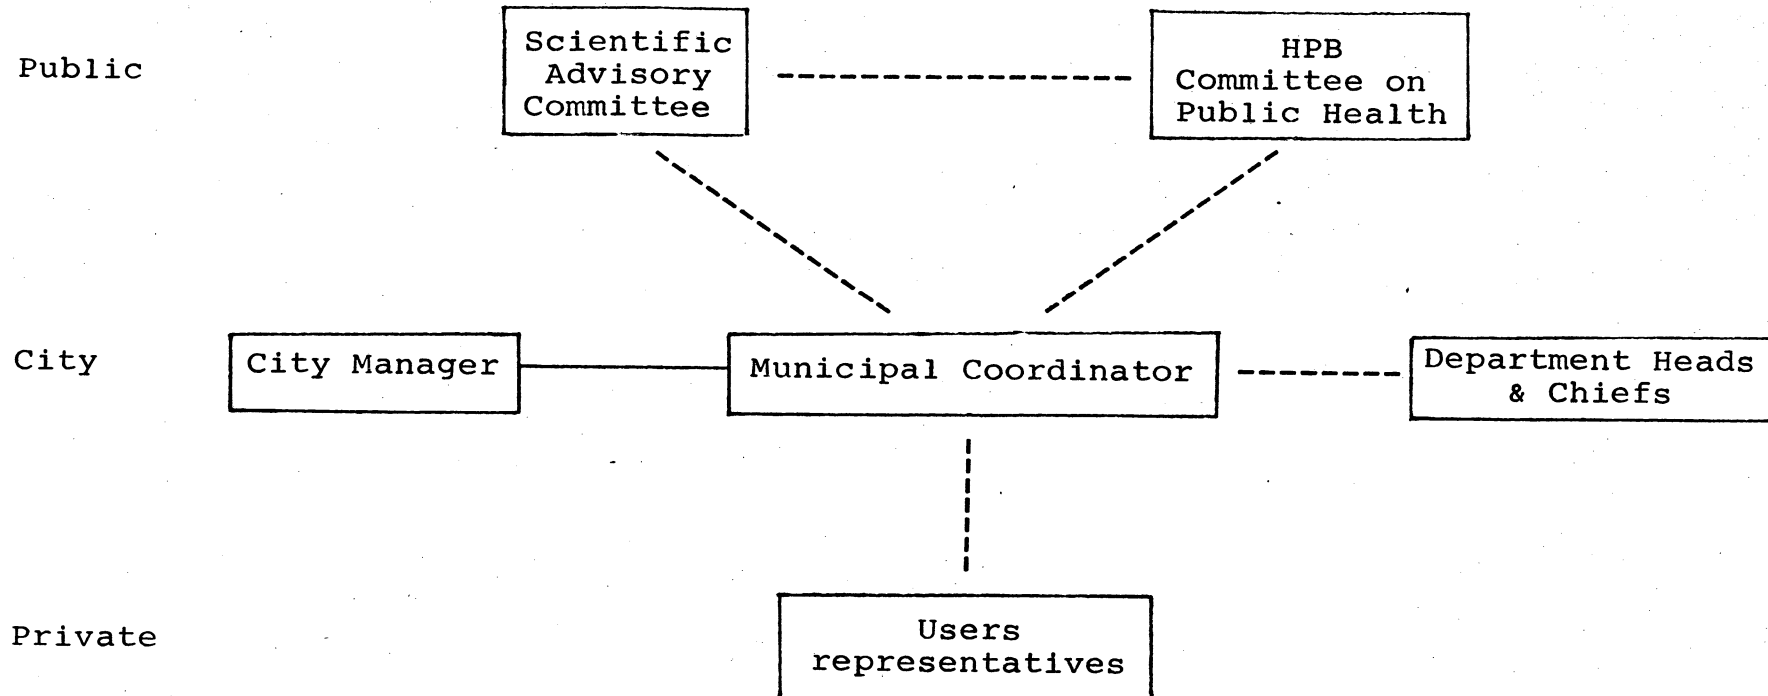 Public
Scientific
Advisory
Committee
HPB
Committee on
Public Health
City
City Manager
Municipal Coordinator
Department Heads
& Chiefs
Private
Users
representatives